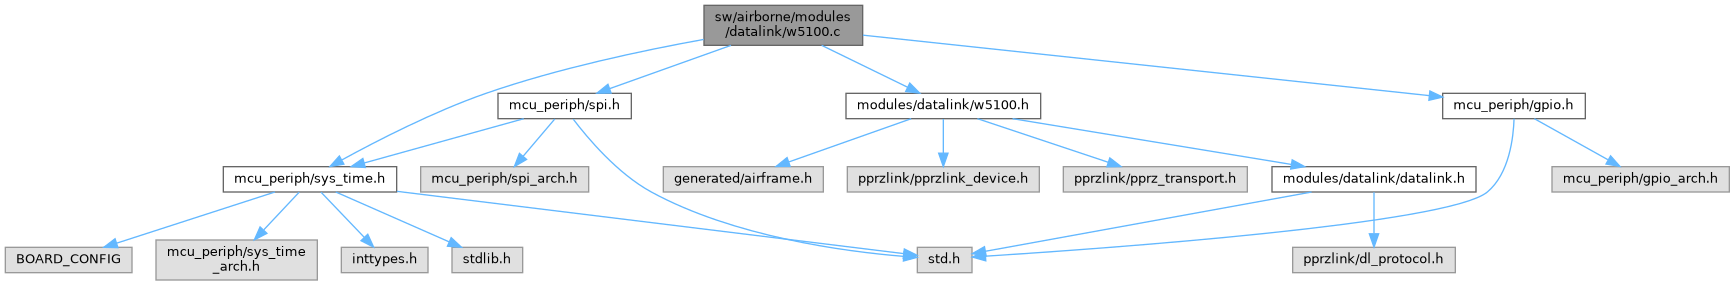 sw/airborne/modules
/datalink/w5100.c
mcu_periph/spi.h
modules/datalink/w5100.h
mcu_periph/gpio.h
mcu_periph/sys_time.h
mcu_periph/spi_arch.h
generated/airframe.h
pprzlink/pprzlink_device.h
pprzlink/pprz_transport.h
modules/datalink/datalink.h
mcu_periph/gpio_arch.h
BOARD_CONFIG
mcu_periph/sys_time
_arch.h
inttypes.h
stdlib.h
std.h
pprzlink/dl_protocol.h